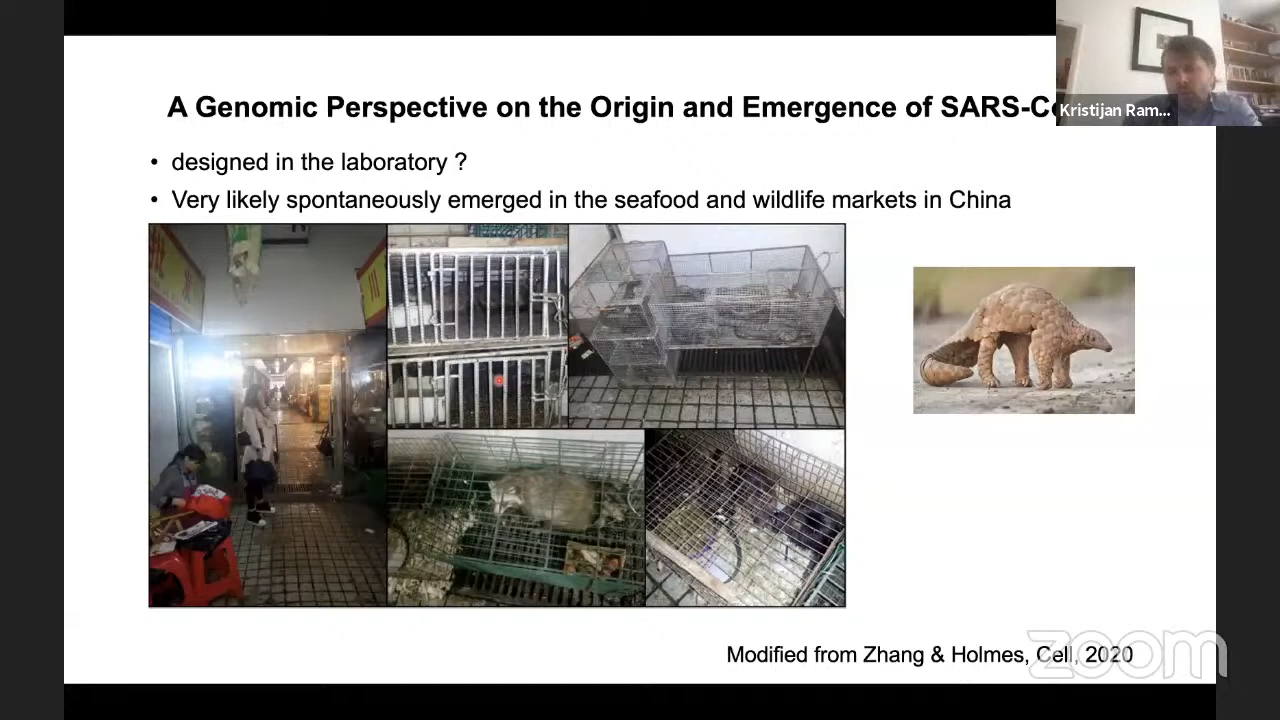 A Genomic Perspective on the Origin and Emergence of SARS-C
Kristijan Ram...
• designed in the laboratory ?
• Very likely spontaneously emerged in the seafood and wildlife markets in China
Modified from Zhang & Holmes, Cell, 2020
zoom